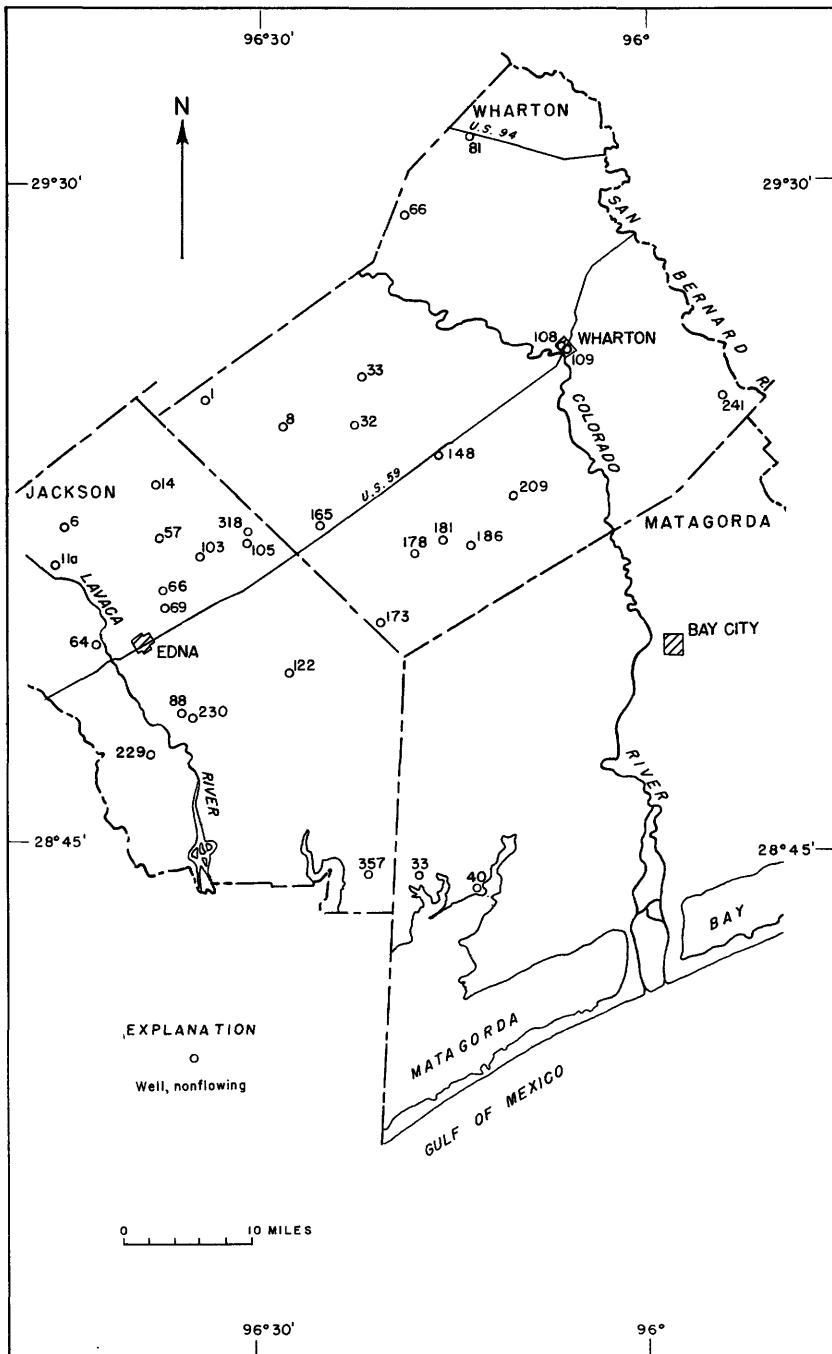 96°30'
96°
N
WHARTON
U.S. 94
81
29°30'
29°30'
66
SAN
BERNARD
R.
108
WHARTON
109
33
1
241
8
32
COLORADO
148
U.S. 59
14
209
JACKSON
6
165
MATAGORDA
318
57
181
103
105
178
186
11a
LAVACA
66
69
173
64
EDNA
BAY CITY
122
88
230
229
RIVER
RIVER
28°45'
28°45'
357
33
40
BAY
EXPLANATION
Well, nonflowing
MATAGORDA
GULF OF MEXICO
0 10 MILES
96°30'
96°